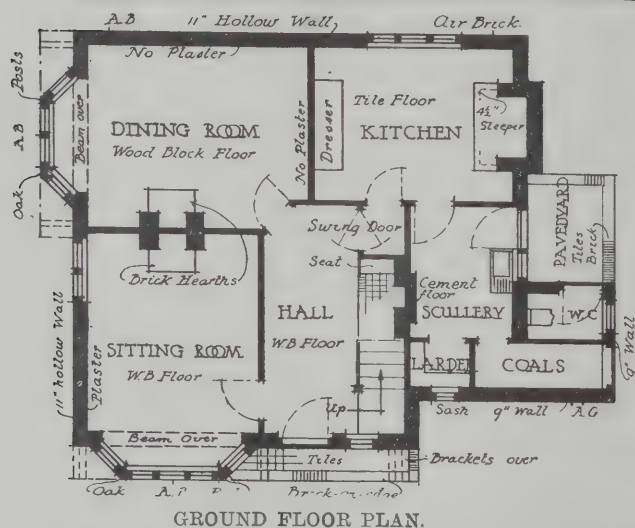 A.B
11" Hollow Wall
Air Brick.
No Plaster
Posts
A B
Oak
Beam over
DINING ROOM
Wood Block Floor
No Plaster
Dresser
Tile Floor
KITCHEN
4½"
Sleeper
Swing Door
Brick Hearths
Seat
HALL
W.B Floor
Cement
floor
SCULLERY
PAVED YARD
Tiles
Brick
W.C
9" Wall
11" hollow Wall
Plaster
SITTING ROOM
W.B Floor
LARDER
COALS
Up
Sash
9" Wall
A G
Beam Over
Tiles
Brackets over
Oak
GROUND FLOOR PLAN.